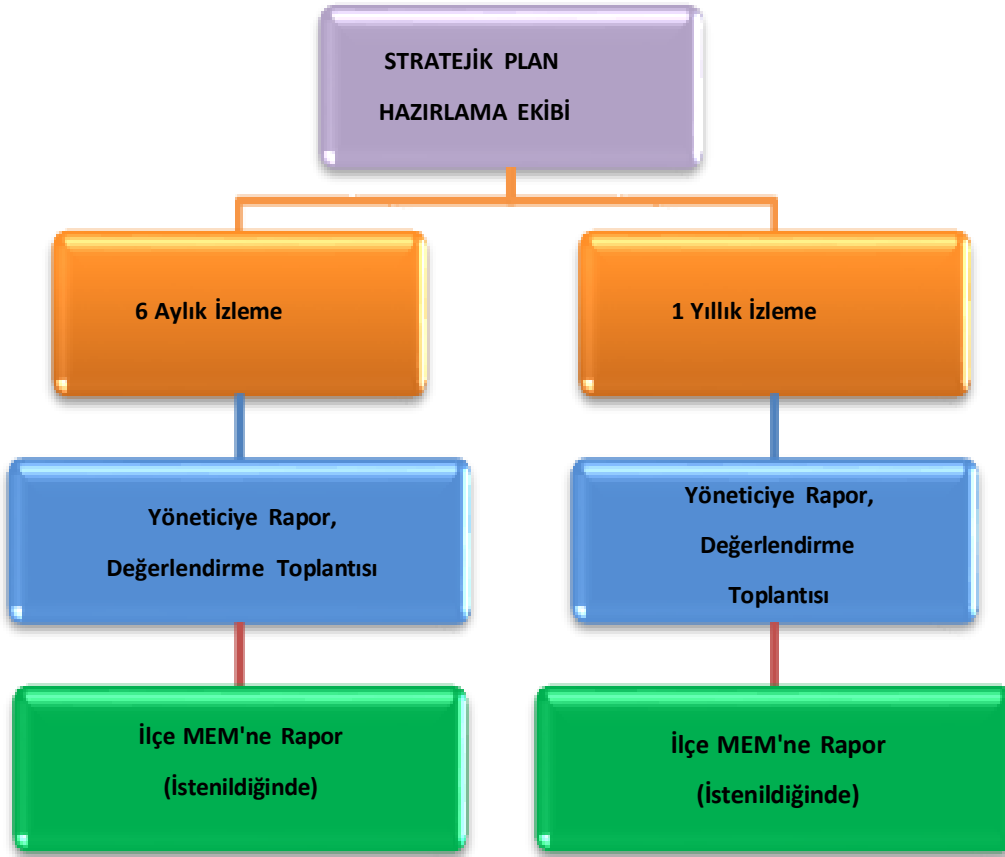 STRATEJİK PLAN
HAZIRLAMA EKİBİ
6 Aylık İzleme
1 Yıllık İzleme
Yöneticiye Rapor,
Değerlendirme Toplantısı
Yöneticiye Rapor,
Değerlendirme
Toplantısı
İlçe MEM'ne Rapor
(İstenildiğinde)
İlçe MEM'ne Rapor
(İstenildiğinde)